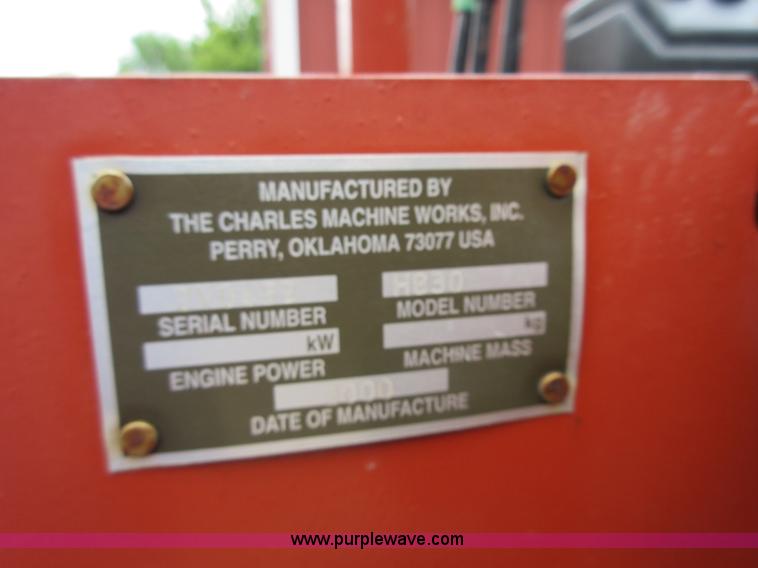 MANUFACTURED BY
THE CHARLES MACHINE WORKS, INC.
PERRY, OKLAHOMA 73077 USA
SERIAL NUMBER
MODEL NUMBER
kW
kg
ENGINE POWER
MACHINE MASS
DATE OF MANUFACTURE
www.purplewave.com